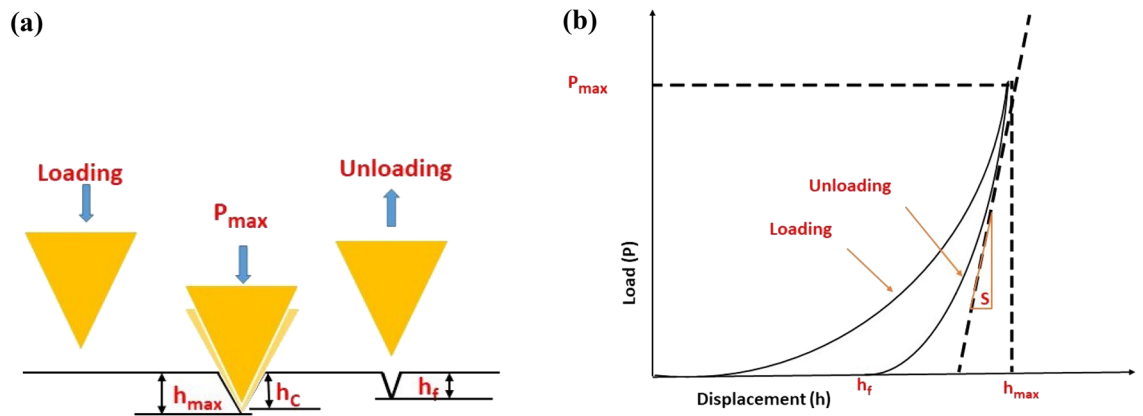 (a)
Loading
Pmax
Unloading
hmax
hC
hf
(b)
Pmax
Load (P)
Unloading
Loading
S
hf
hmax
Displacement (h)